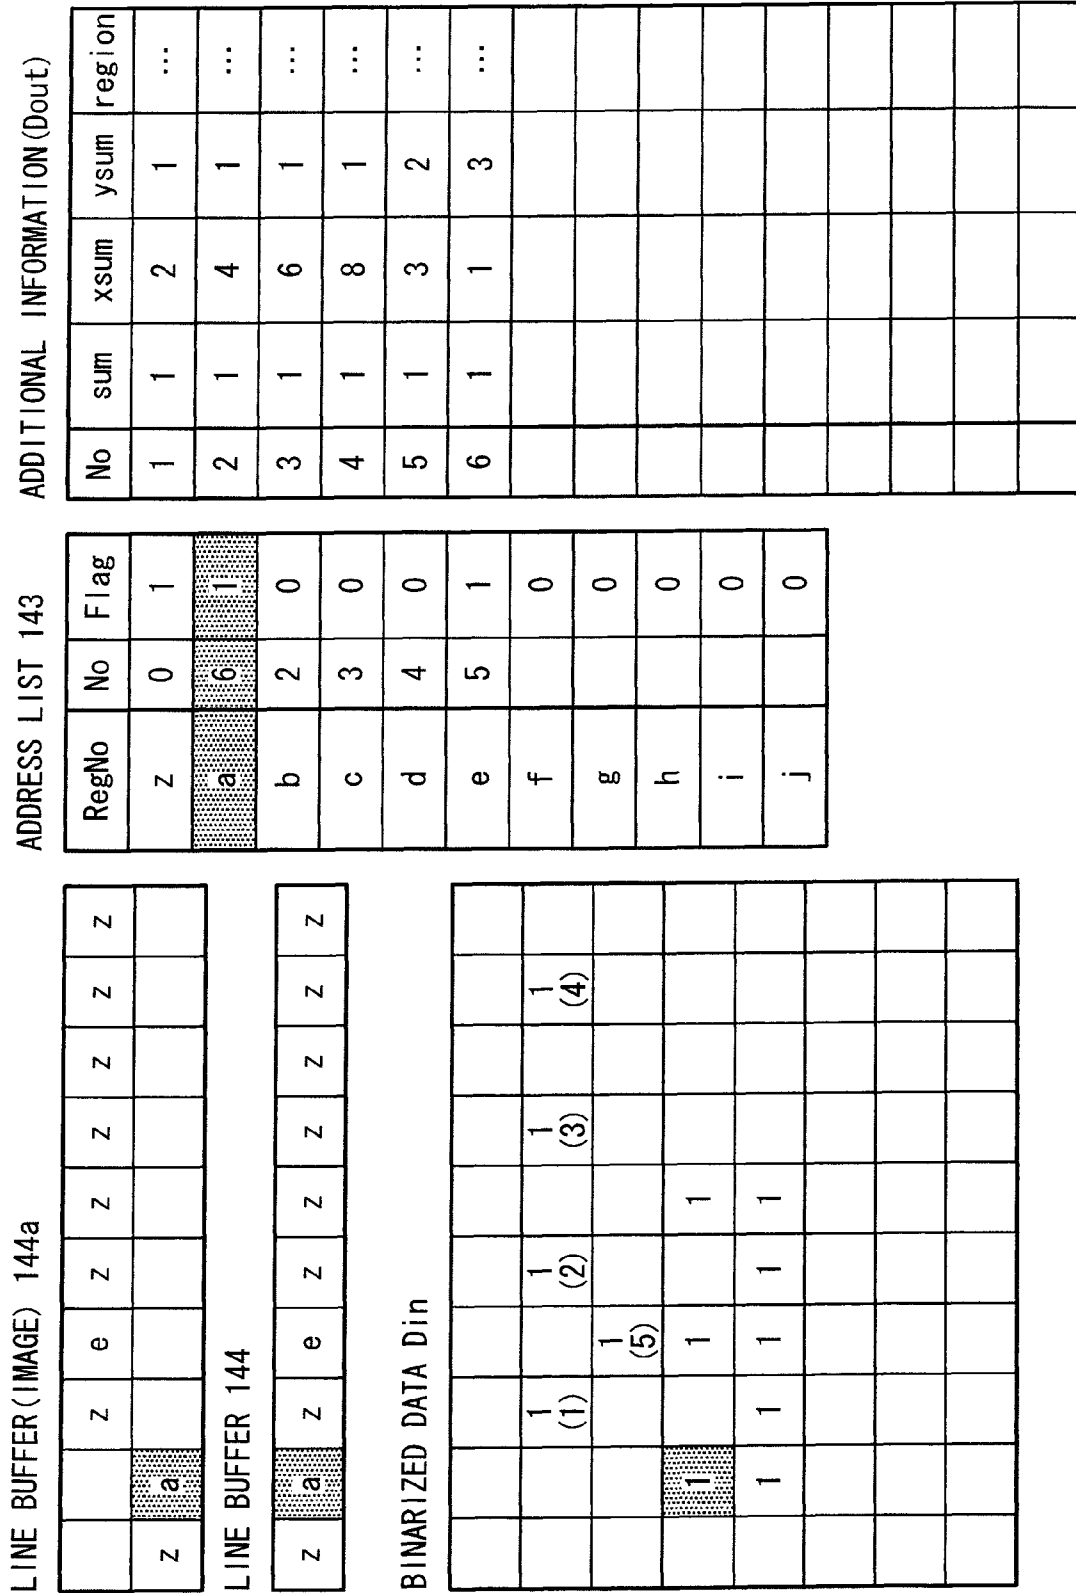 LINE BUFFER(IMAGE) 144a
z e z z z z z z
z a
LINE BUFFER 144
z a z e z z z z z z
BINARIZED DATA Din
1 1 1 1
(1) (2) (3) (4)
1
(5)
1 1 1
1 1 1 1 1
ADDRESS LIST 143
RegNo No Flag
z 0 1
a 6 1
b 2 0
c 3 0
d 4 0
e 5 1
f 0
g 0
h 0
i 0
j 0
ADDITIONAL INFORMATION(Dout)
No sum xsum ysum region
1 1 2 1 ...
2 1 4 1 ...
3 1 6 1 ...
4 1 8 1 ...
5 1 3 2 ...
6 1 1 3 ...